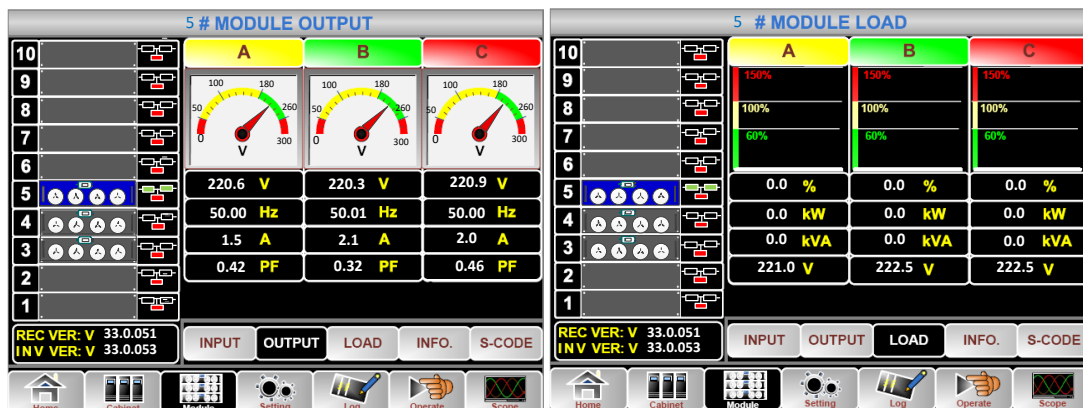 5 # MODULE OUTPUT
10
9
8
7
6
5
4
3
2
1
A B C
0 50 100 180 260 300 V
0 50 100 180 260 300 V
0 50 100 180 260 300 V
220.6 V 220.3 V 220.9 V
50.00 Hz 50.01 Hz 50.00 Hz
1.5 A 2.1 A 2.0 A
0.42 PF 0.32 PF 0.46 PF
REC VER: V 33.0.051
INV VER: V 33.0.053
INPUT OUTPUT LOAD INFO. S-CODE
Home Cabinet Module Setting Log Operate Scope
5 # MODULE LOAD
10
9
8
7
6
5
4
3
2
1
A B C
150% 150% 150%
100% 100% 100%
60% 60% 60%
0.0 % 0.0 % 0.0 %
0.0 kW 0.0 kW 0.0 kW
0.0 kVA 0.0 kVA 0.0 kVA
221.0 V 222.5 V 222.5 V
REC VER: V 33.0.051
INV VER: V 33.0.053
INPUT OUTPUT LOAD INFO. S-CODE
Home Cabinet Module Setting Log Operate Scope